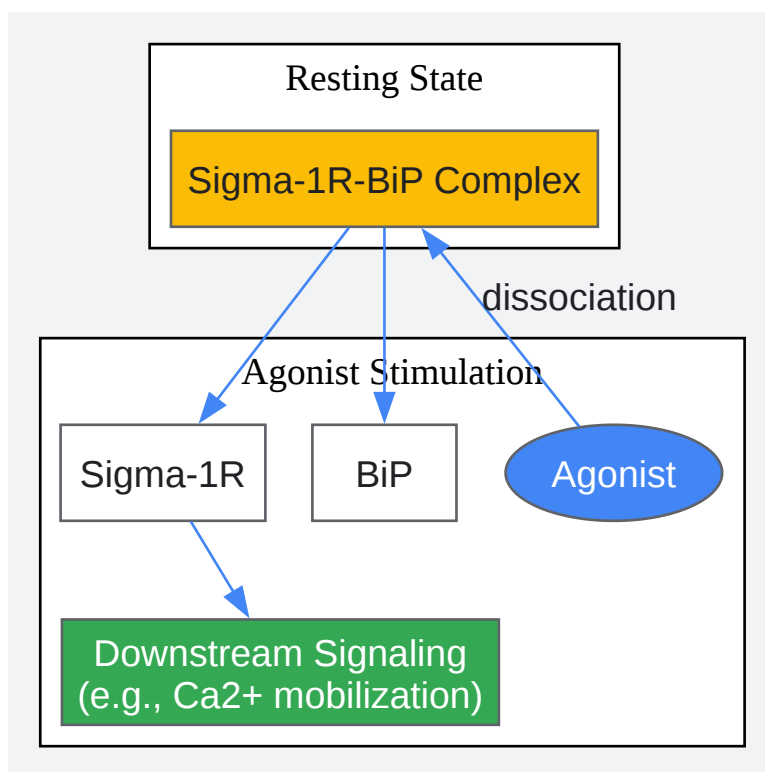 Resting State
Sigma-1R-BiP Complex
dissociation
Agonist Stimulation
Sigma-1R
BiP
Agonist
Downstream Signaling
(e.g., Ca2+ mobilization)